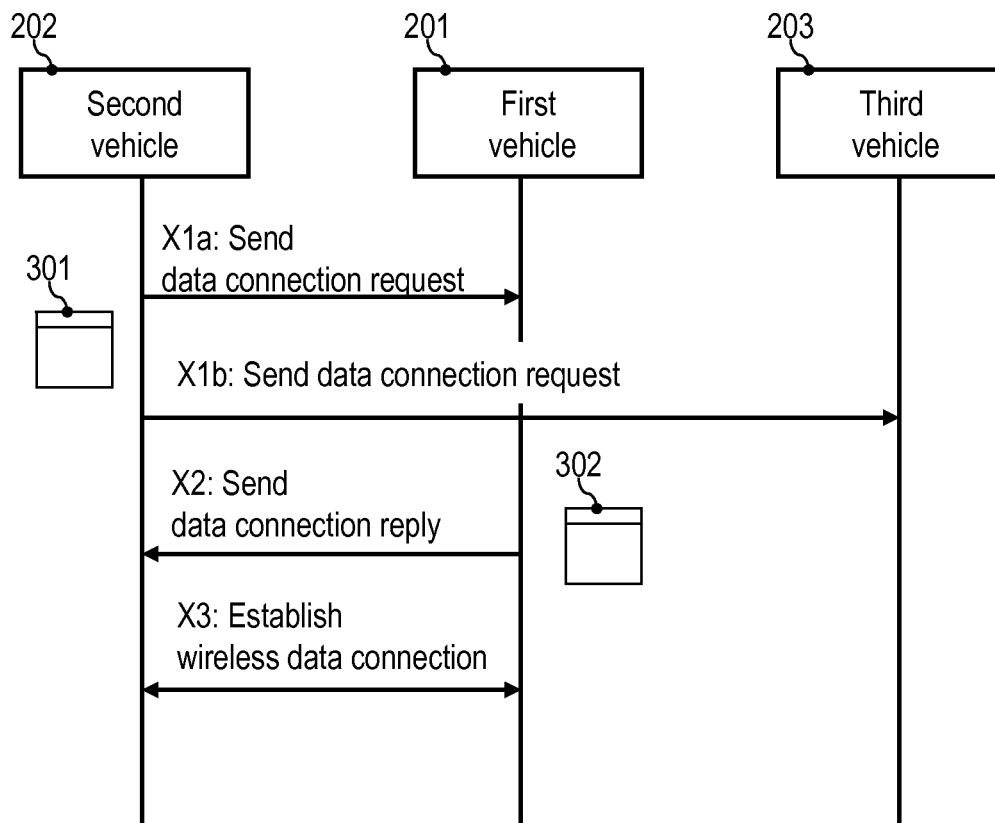 202
201
203
Second
vehicle
First
vehicle
Third
vehicle
X1a: Send
data connection request
301
X1b: Send data connection request
302
X2: Send
data connection reply
X3: Establish
wireless data connection